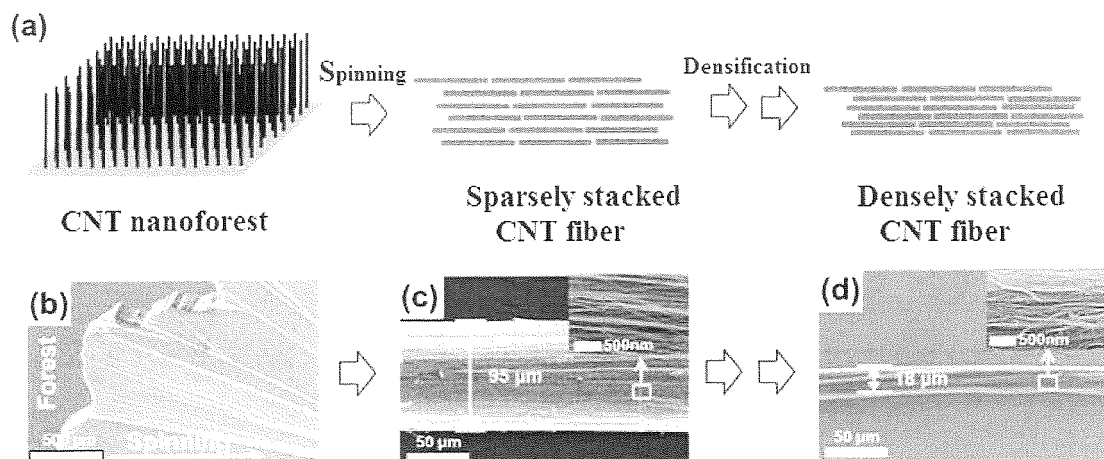 (a)
Spinning
Densification
CNT nanoforest
Sparsely stacked
CNT fiber
Densely stacked
CNT fiber
(b)
Forest
Spinning
500 μm
(c)
500nm
95 μm
50 μm
(d)
500nm
18 μm
50 μm